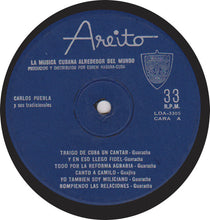 Areito
LA MUSICA CUBANA ALREDEDOR DEL MUNDO
PRODUCIDO Y DISTRIBUIDO POR EGREM HABANA-CUBA
CARLOS PUEBLA
y sus tradicionales
33
R.P.M.
LDA-3305
CARA A
TRAIGO DE CUBA UN CANTAR-Guaracha
Y EN ESO LLEGO FIDEL-Guaracha
TODO POR LA REFORMA AGRARIA-Guaracha
CANTO A CAMILO-Guajira
YO TAMBIEN SOY MILICIANO-Guaracha
ROMPIENDO LAS RELACIONES-Guaracha